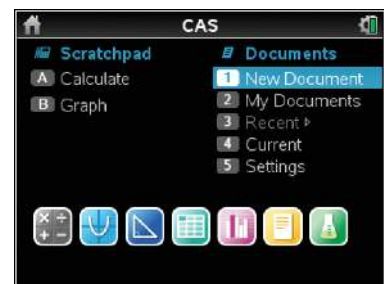 CAS
Scratchpad
A Calculate
B Graph
Documents
1 New Document
2 My Documents
3 Recent ▸
4 Current
5 Settings